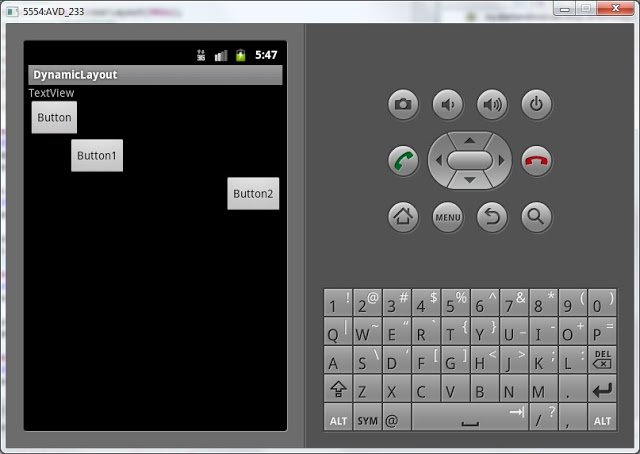 5554:AVD_233
3G 5:47
DynamicLayout
TextView
Button
Button1
Button2
MENU
1 ! 2 @ 3 # 4 $ 5 % 6 ^ 7 & 8 * 9 ( 0 )
Q | W ~ E " R ` T { Y } U _ I - O + P =
A S \ D ' F [ G ] H < J > K ; L : DEL
Z X C V B N M .
ALT SYM @ / ? , ALT